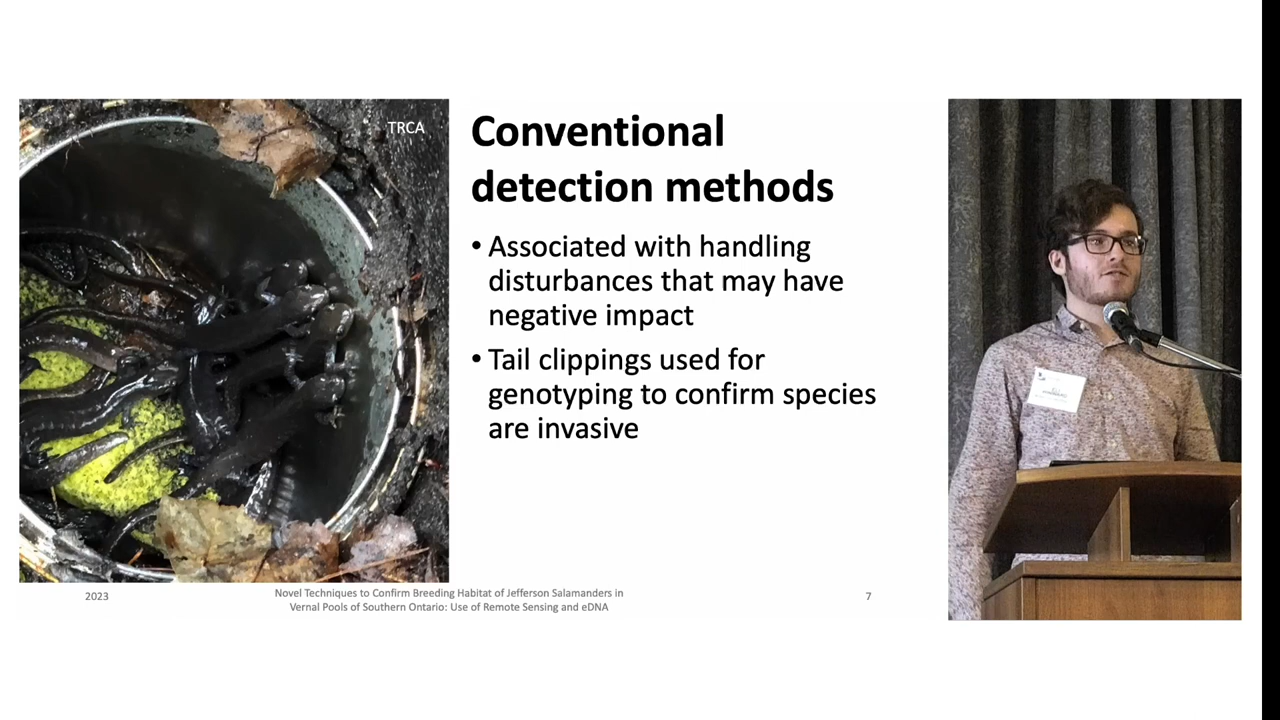 TRCA
Conventional
detection methods
• Associated with handling
disturbances that may have
negative impact
• Tail clippings used for
genotyping to confirm species
are invasive
2023
Novel Techniques to Confirm Breeding Habitat of Jefferson Salamanders in
Vernal Pools of Southern Ontario: Use of Remote Sensing and eDNA
7